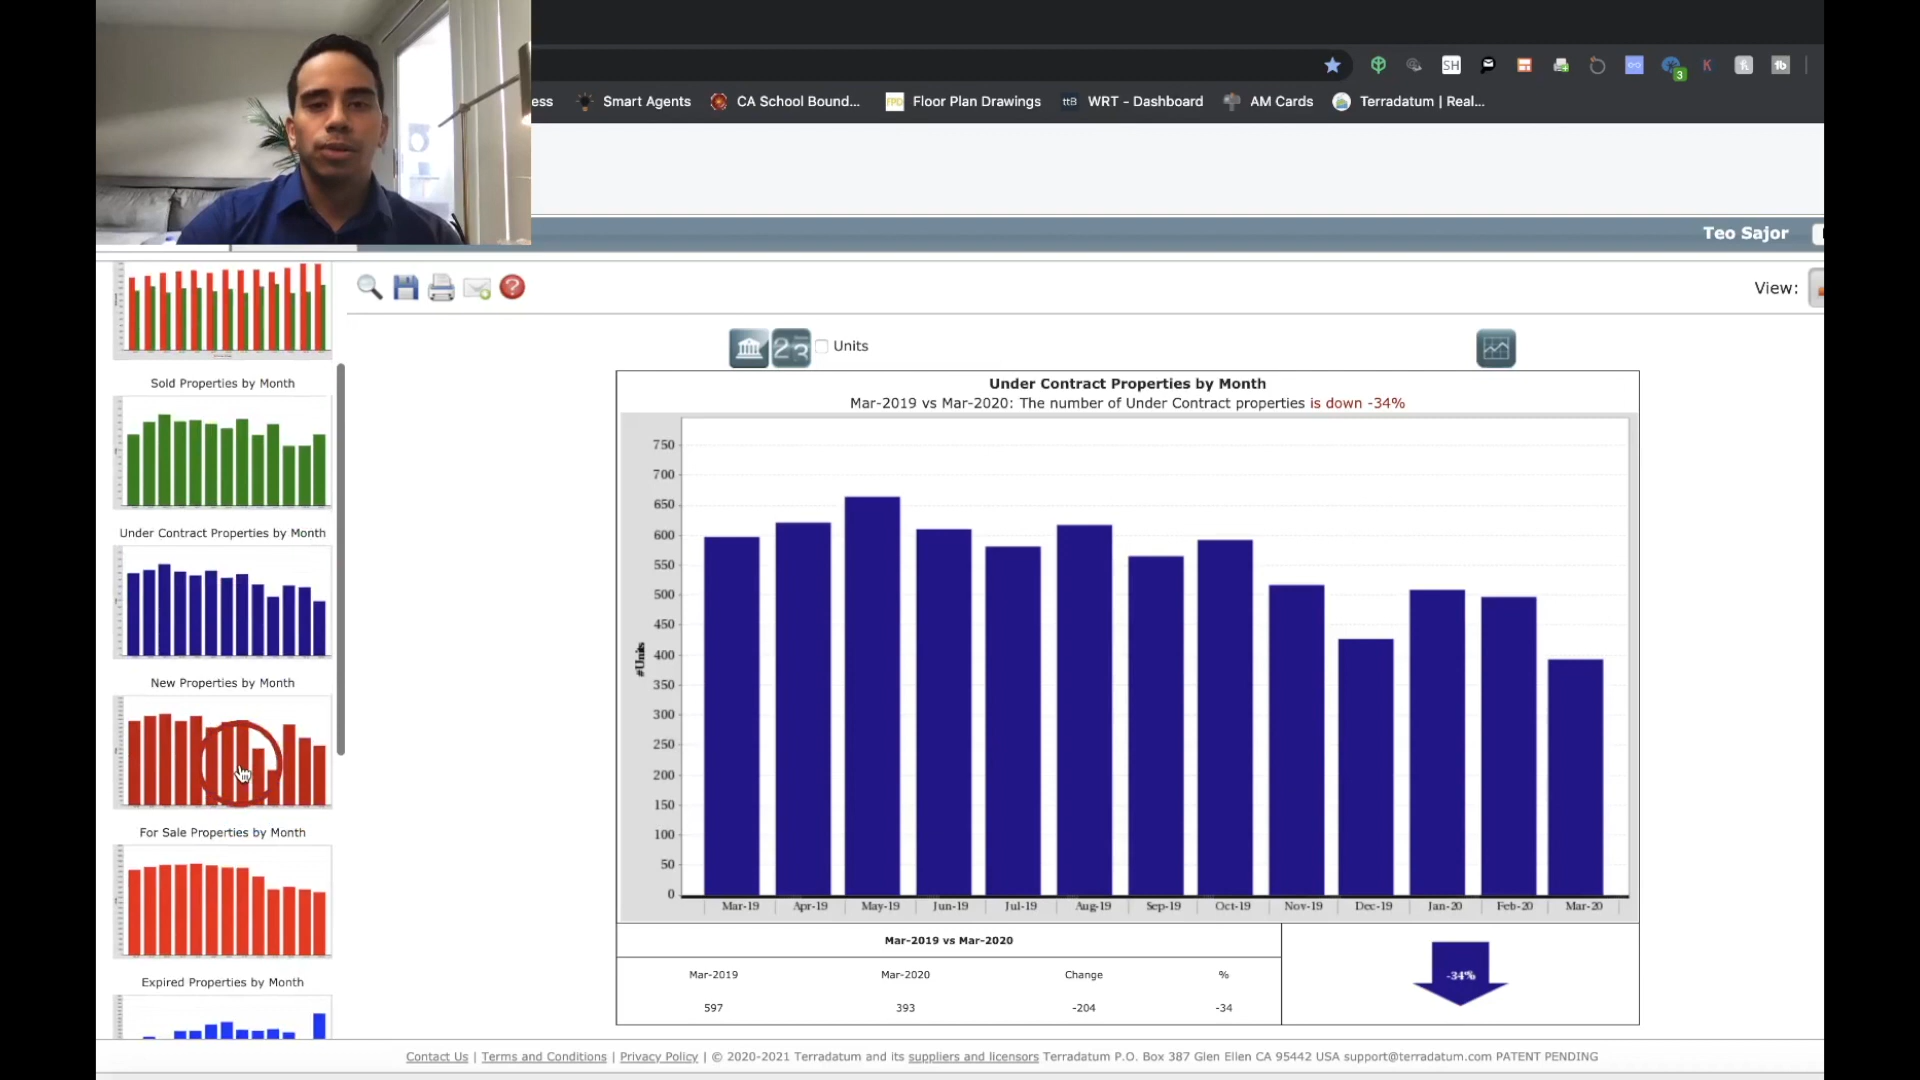 SH
3
K
tb
ess
Smart Agents
CA School Bound...
FPD
Floor Plan Drawings
ttB
WRT - Dashboard
AM Cards
Terradatum | Real...
Teo Sajor
View:
23
Units
Sold Properties by Month
Under Contract Properties by Month
New Properties by Month
For Sale Properties by Month
Expired Properties by Month
Under Contract Properties by Month
Mar-2019 vs Mar-2020: The number of Under Contract properties is down -34%
750
700
650
600
550
500
450
400
350
300
250
200
150
100
50
0
#Units
Mar-19 Apr-19 May-19 Jun-19 Jul-19 Aug-19 Sep-19 Oct-19 Nov-19 Dec-19 Jan-20 Feb-20 Mar-20
Mar-2019 vs Mar-2020
Mar-2019 Mar-2020 Change %
597 393 -204 -34
-34%
Contact Us | Terms and Conditions | Privacy Policy | © 2020-2021 Terradatum and its suppliers and licensors Terradatum P.O. Box 387 Glen Ellen CA 95442 USA support@terradatum.com PATENT PENDING